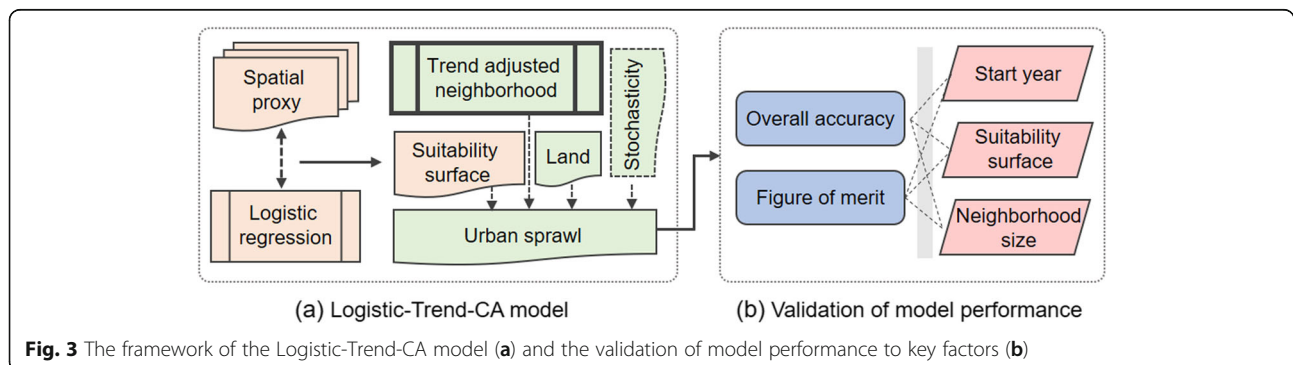 Spatial
proxy
Logistic
regression
Trend adjusted
neighborhood
Suitability
surface
Land
Stochasticity
Urban sprawl
(a) Logistic-Trend-CA model
Overall accuracy
Figure of merit
Start year
Suitability
surface
Neighborhood
size
(b) Validation of model performance
Fig. 3 The framework of the Logistic-Trend-CA model (a) and the validation of model performance to key factors (b)